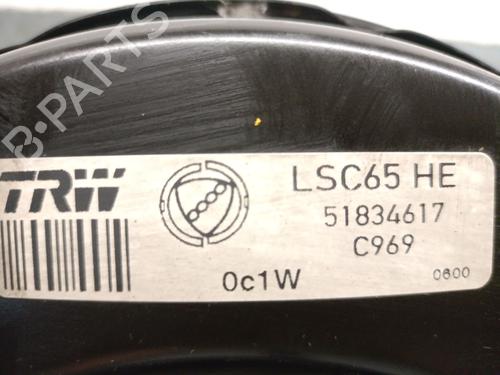 B-PARTS
TRW
LSC65 HE
51834617
C969
0c1W
0600